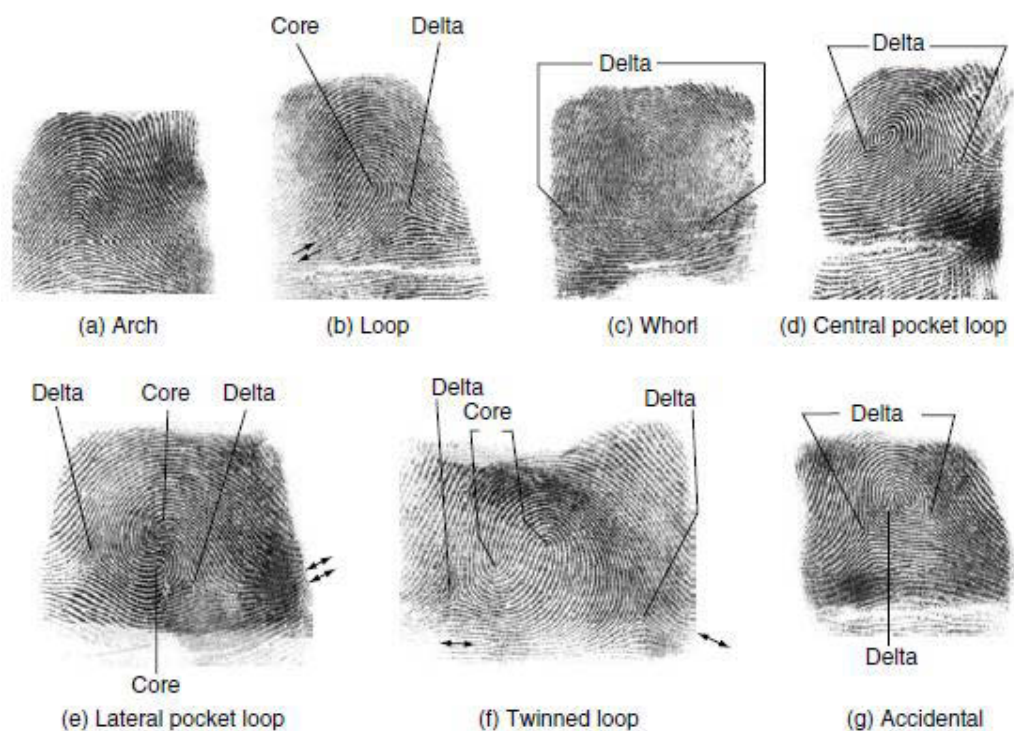 Core Delta
Delta
Delta
(a) Arch
(b) Loop
(c) Whorl
(d) Central pocket loop
Delta Core Delta
Core
(e) Lateral pocket loop
Delta
Core
Delta
(f) Twinned loop
Delta
Delta
(g) Accidental